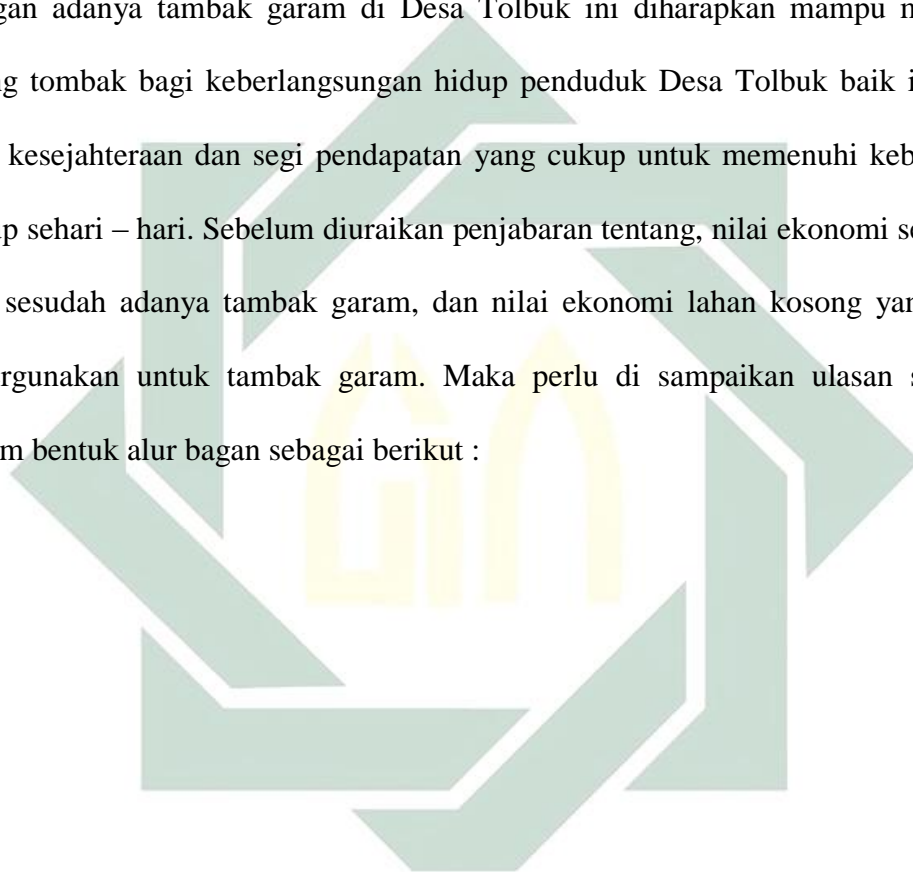 gan adanya tambak garam di Desa Tolbuk ini diharapkan mampu m
g tombak bagi keberlangsungan hidup penduduk Desa Tolbuk baik i
kesejahteraan dan segi pendapatan yang cukup untuk memenuhi keb
p sehari – hari. Sebelum diuraikan penjabaran tentang, nilai ekonomi s
sesudah adanya tambak garam, dan nilai ekonomi lahan kosong yan
ergunakan untuk tambak garam. Maka perlu di sampaikan ulasan s
m bentuk alur bagan sebagai berikut :